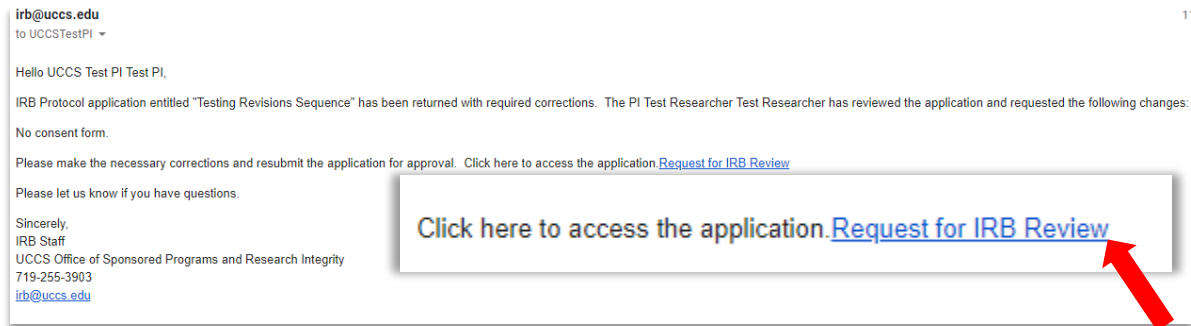 irb@uccs.edu
11
to UCCSTestPI
Hello UCCS Test PI Test PI,
IRB Protocol application entitled "Testing Revisions Sequence" has been returned with required corrections.  The PI Test Researcher Test Researcher has reviewed the application and requested the following changes:
No consent form.
Please make the necessary corrections and resubmit the application for approval.  Click here to access the application.Request for IRB Review
Please let us know if you have questions.
Click here to access the application.Request for IRB Review
Sincerely,
IRB Staff
UCCS Office of Sponsored Programs and Research Integrity
719-255-3903
irb@uccs.edu